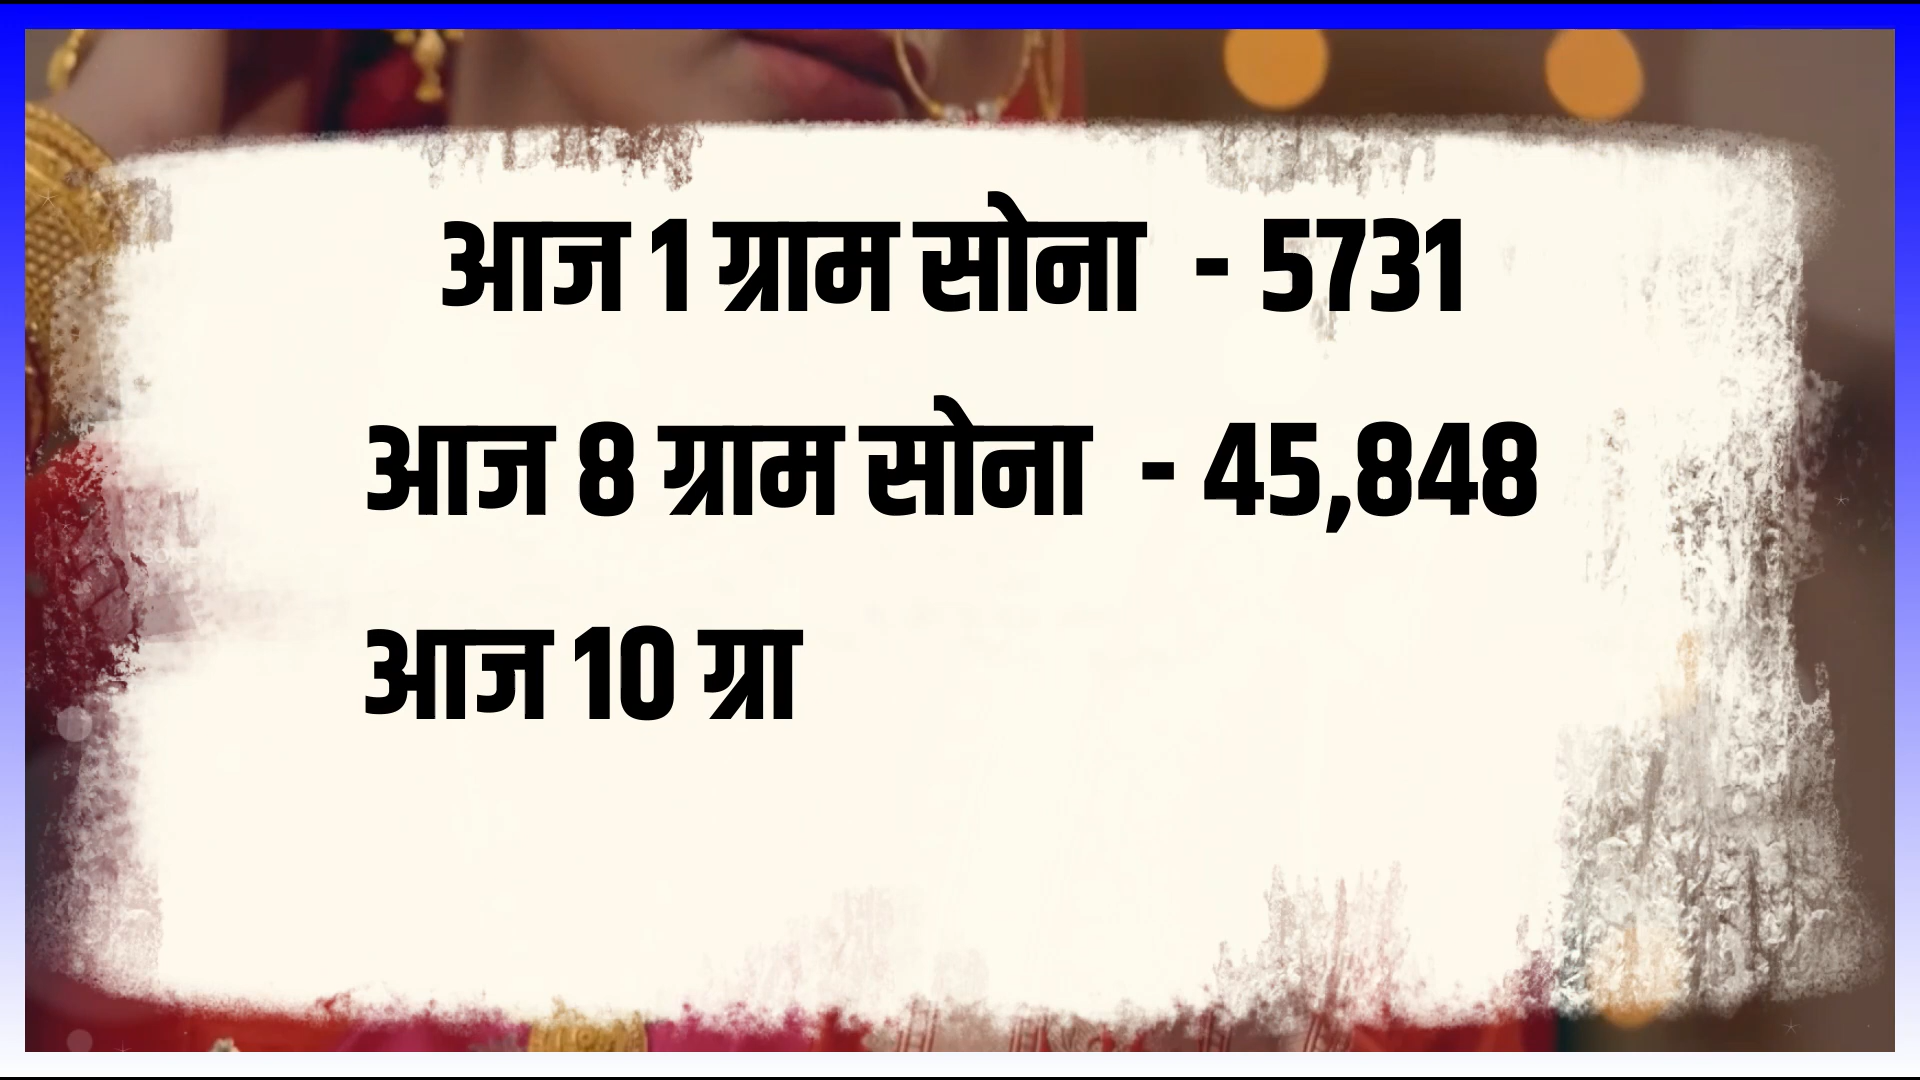 आज 1 ग्राम सोना - 5731
आज 8 ग्राम सोना - 45,848
आज 10 ग्रा